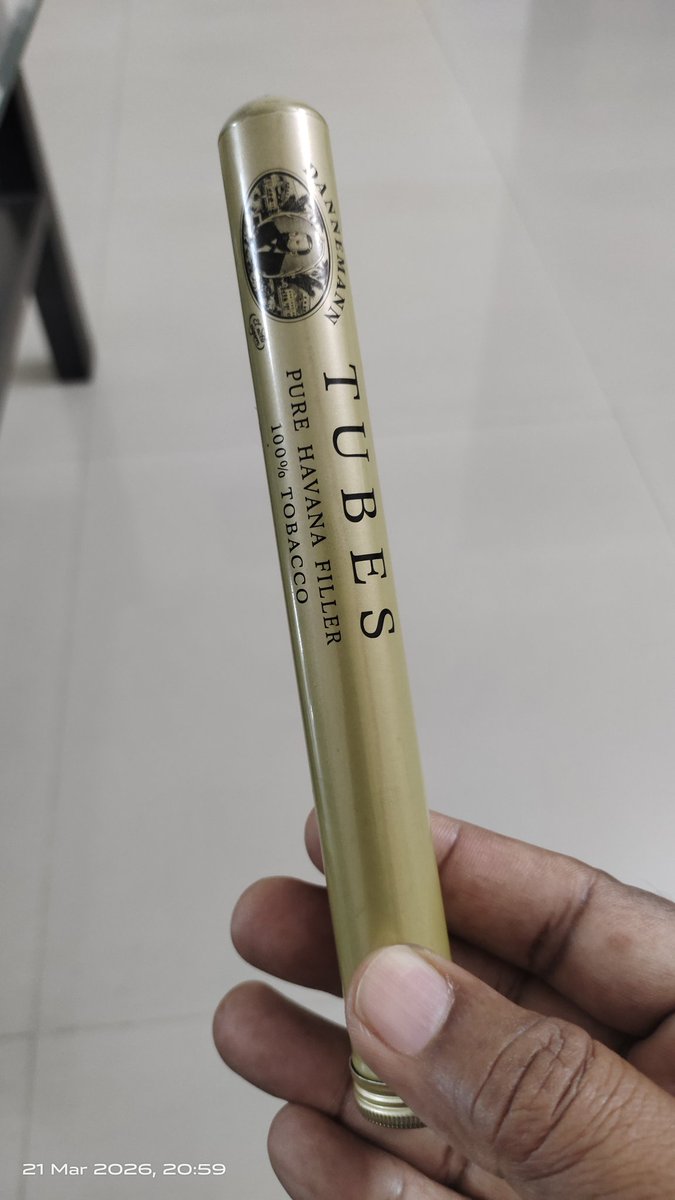 DANNEMANN
TUBES
PURE HAVANA FILLER
100% TOBACCO
21 Mar 2026, 20:59